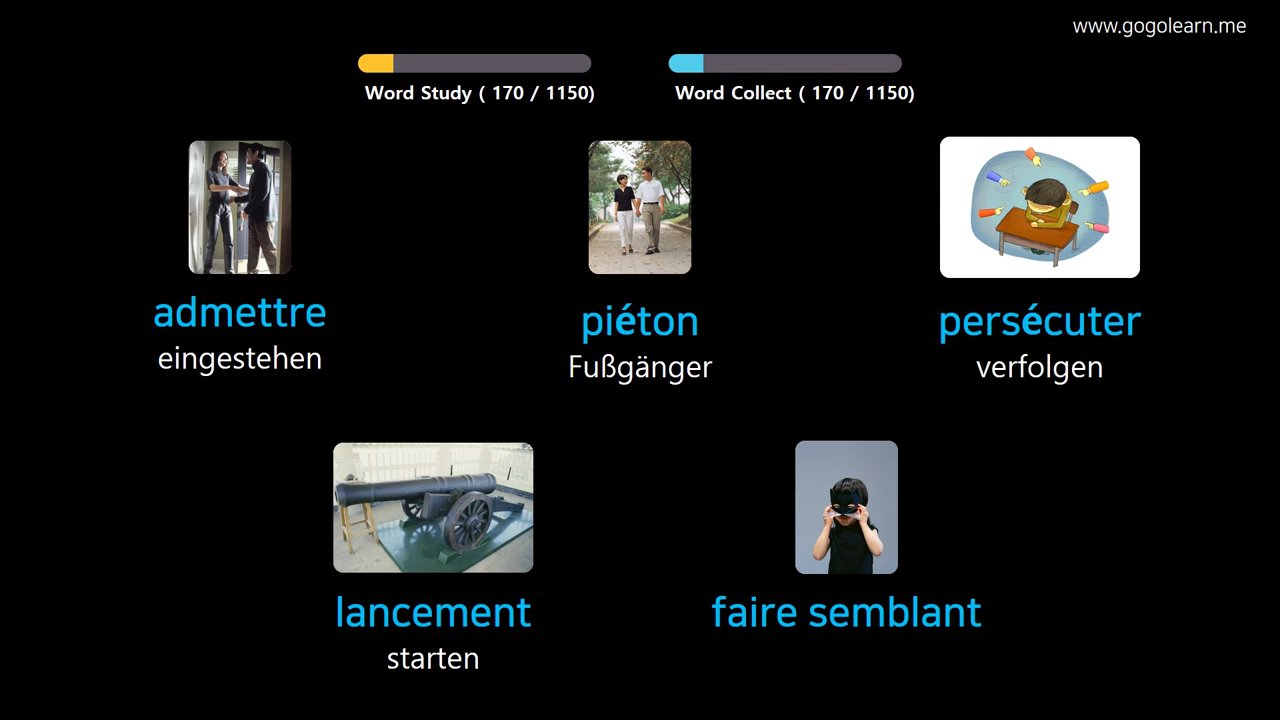 www.gogolearn.me
Word Study ( 170 / 1150)
Word Collect ( 170 / 1150)
admettre
eingestehen
piéton
Fußgänger
persécuter
verfolgen
lancement
starten
faire semblant